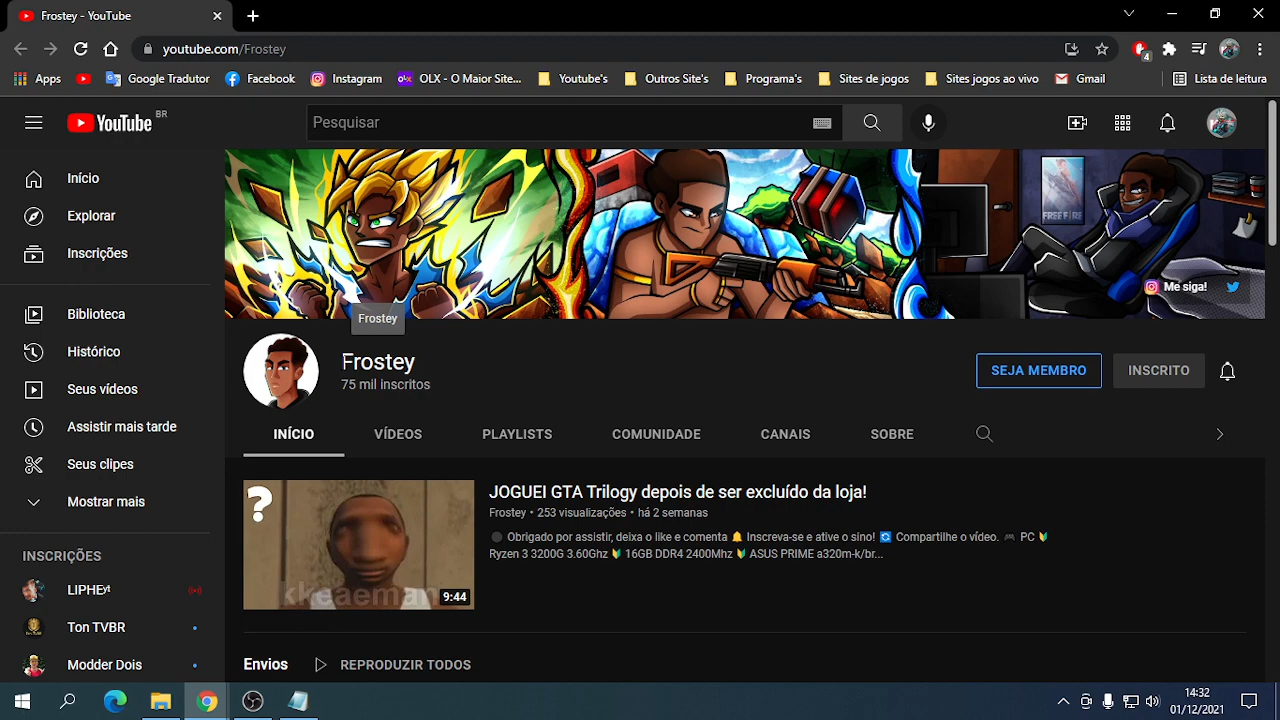 Frostey - YouTube
youtube.com/Frostey
4
Apps
Google Tradutor
Facebook
Instagram
OLX - O Maior Site...
Youtube's
Outros Site's
Programa's
Sites de jogos
Sites jogos ao vivo
Gmail
Lista de leitura
YouTube BR
Pesquisar
Início
Explorar
Inscrições
Biblioteca
Histórico
Seus vídeos
Assistir mais tarde
Seus clipes
Mostrar mais
INSCRIÇÕES
LIPHEY
Ton TVBR
Modder Dois
FREE FIRE
Me siga!
Frostey
Frostey
75 mil inscritos
SEJA MEMBRO
INSCRITO
INÍCIO
VÍDEOS
PLAYLISTS
COMUNIDADE
CANAIS
SOBRE
?
kkeaeman
9:44
JOGUEI GTA Trilogy depois de ser excluído da loja!
Frostey • 253 visualizações • há 2 semanas
Obrigado por assistir, deixa o like e comenta 🔔 Inscreva-se e ative o sino! 🔄 Compartilhe o vídeo. 🎮 PC 🔰
Ryzen 3 3200G 3.60Ghz 🔰 16GB DDR4 2400Mhz 🔰 ASUS PRIME a320m-k/br...
Envios
REPRODUZIR TODOS
14:32
01/12/2021